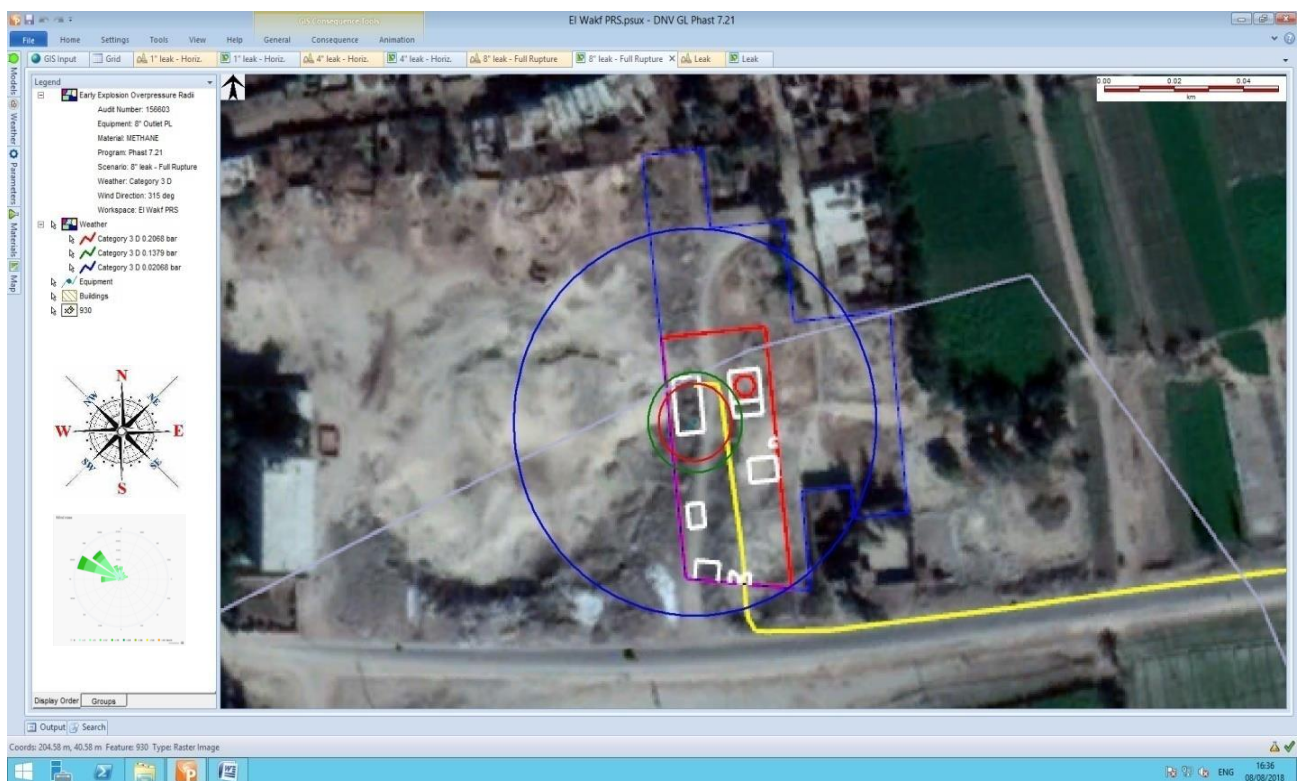 GIS Consequence Tools
El Wakf PRS.psux - DNV GL Phast 7.21
File Home Settings Tools View Help General Consequence Animation
GIS Input Grid 1" leak - Horiz. 1" leak - Horiz. 4" leak - Horiz. 4" leak - Horiz. 8" leak - Full Rupture 8" leak - Full Rupture Leak Leak
Models
Weather
Parameters
Materials
Map
Legend
Early Explosion Overpressure Radii
Audit Number: 156603
Equipment: 8" Outlet PL
Material: METHANE
Program: Phast 7.21
Scenario: 8" leak - Full Rupture
Weather: Category 3 D
Wind Direction: 315 deg
Workspace: El Wakf PRS
Weather
Category 3 D 0.2068 bar
Category 3 D 0.1379 bar
Category 3 D 0.02068 bar
Equipment
Buildings
930
0.00 0.02 0.04
km
N
NW NE
W E
SW SE
S
Display Order Groups
Output Search
Coords: 204.58 m, 40.58 m Feature: 930 Type: Raster Image
ENG
16:36
08/08/2018